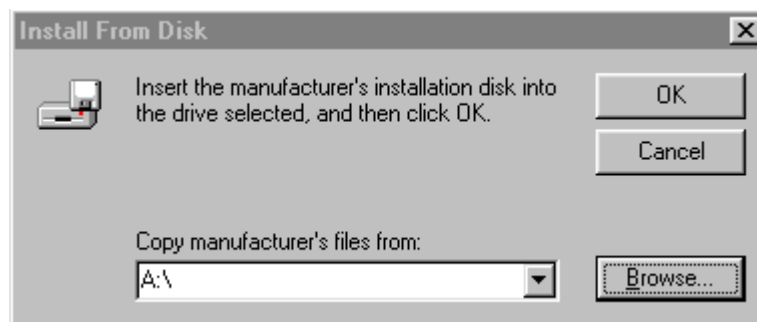 Install From Disk
Insert the manufacturer's installation disk into
the drive selected, and then click OK.
OK
Cancel
Copy manufacturer's files from:
A:\
Browse...